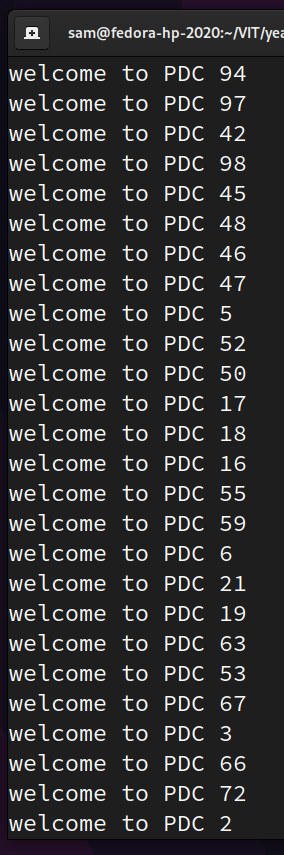 sam@fedora-hp-2020:~/VIT/yea
welcome to PDC 94
welcome to PDC 97
welcome to PDC 42
welcome to PDC 98
welcome to PDC 45
welcome to PDC 48
welcome to PDC 46
welcome to PDC 47
welcome to PDC 5
welcome to PDC 52
welcome to PDC 50
welcome to PDC 17
welcome to PDC 18
welcome to PDC 16
welcome to PDC 55
welcome to PDC 59
welcome to PDC 6
welcome to PDC 21
welcome to PDC 19
welcome to PDC 63
welcome to PDC 53
welcome to PDC 67
welcome to PDC 3
welcome to PDC 66
welcome to PDC 72
welcome to PDC 2